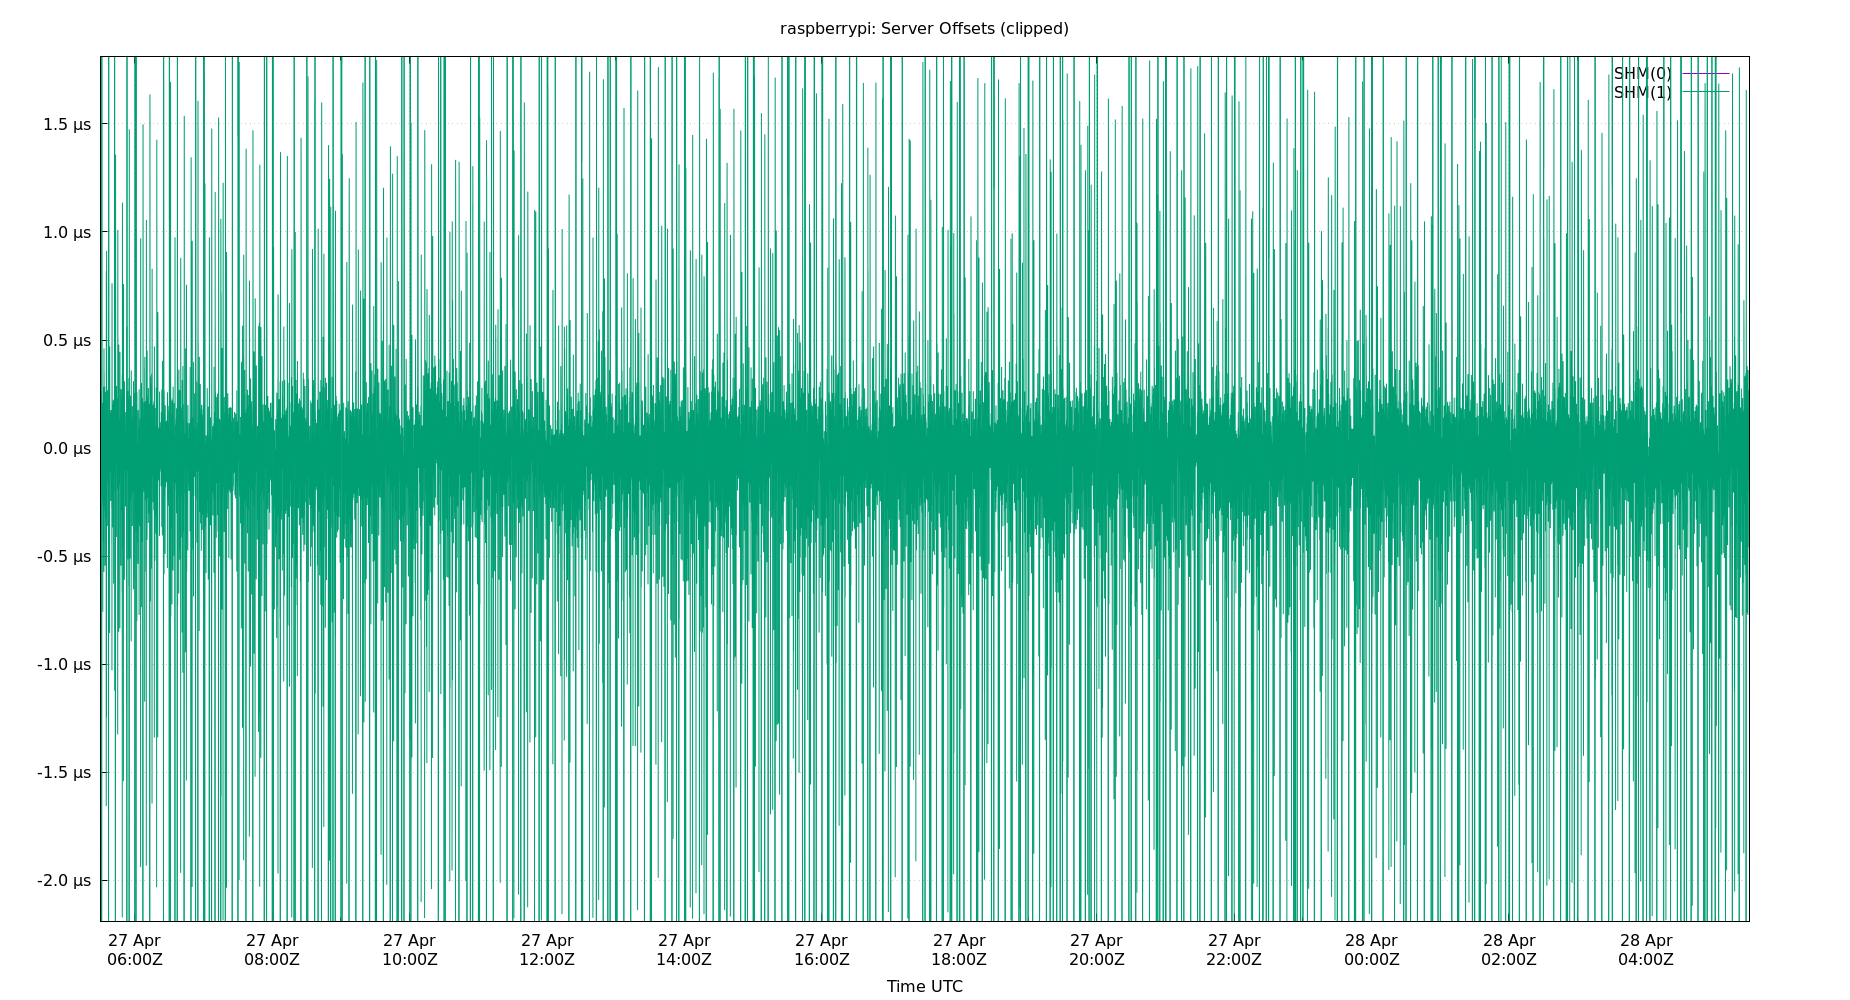 raspberrypi: Server Offsets (clipped)
SHM(0)
SHM(1)
1.5 µs
1.0 µs
0.5 µs
0.0 µs
-0.5 µs
-1.0 µs
-1.5 µs
-2.0 µs
27 Apr 27 Apr 27 Apr 27 Apr 27 Apr 27 Apr 27 Apr 27 Apr 27 Apr 28 Apr 28 Apr 28 Apr
06:00Z 08:00Z 10:00Z 12:00Z 14:00Z 16:00Z 18:00Z 20:00Z 22:00Z 00:00Z 02:00Z 04:00Z
Time UTC